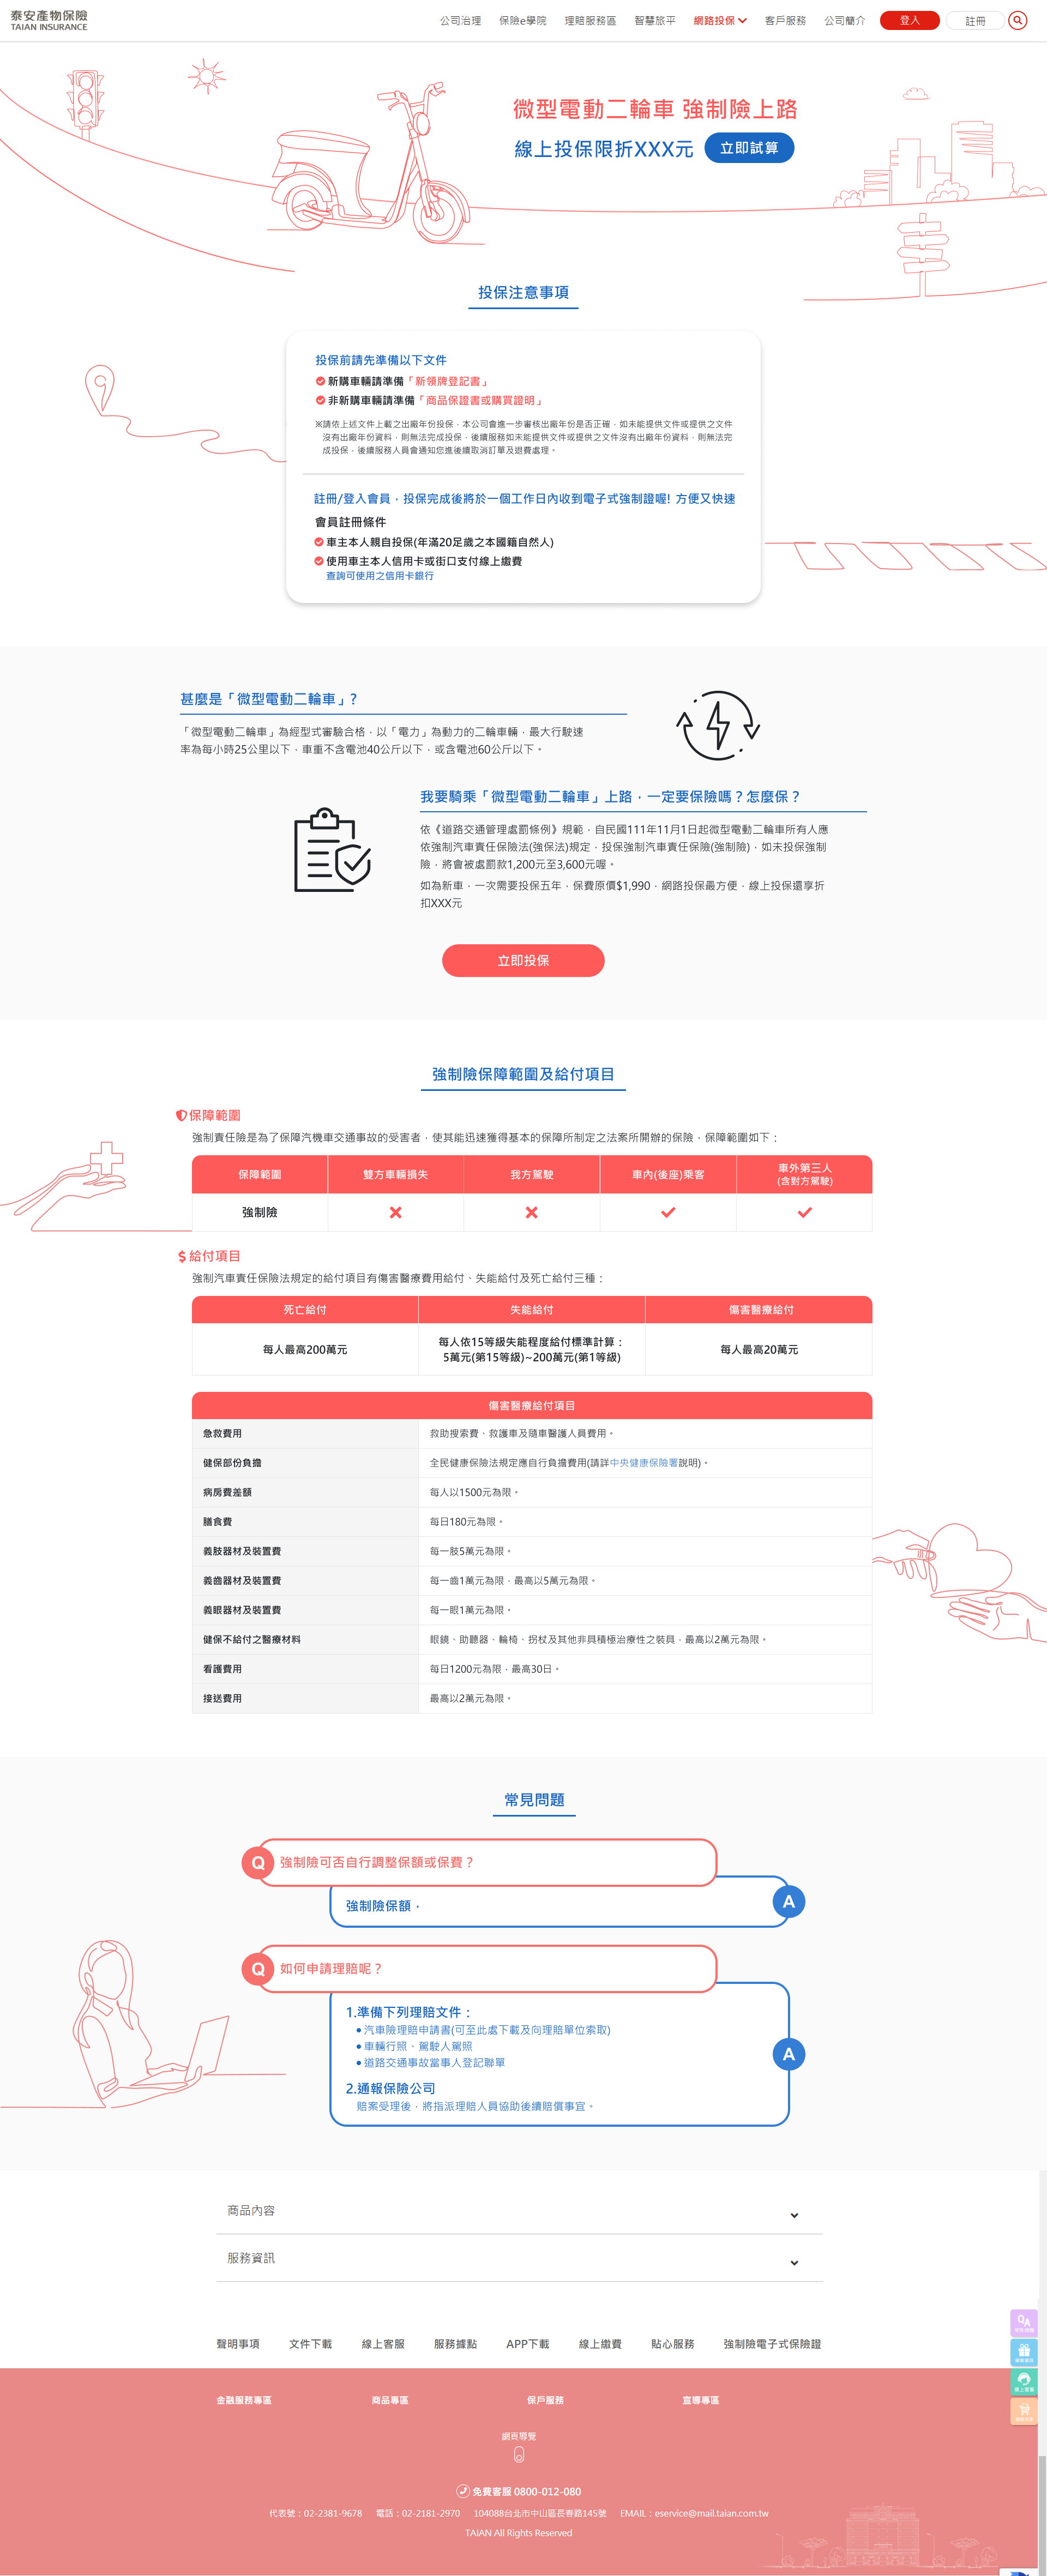 泰安產物保險
TAIAN INSURANCE
公司治理 保險e學院 理賠服務區 智慧旅平 網路投保 客戶服務 公司簡介 登入 註冊
微型電動二輪車 強制險上路
線上投保限折XXX元 立即試算
投保注意事項
投保前請先準備以下文件
新購車輛請準備「新領牌登記書」
非新購車輛請準備「商品保證書或購買證明」
※請依上述文件上載之出廠年份投保，本公司會進一步審核出廠年份是否正確，如未能提供文件或提供之文件
沒有出廠年份資料，則無法完成投保，後續服務如未能提供文件或提供之文件沒有出廠年份資料，則無法完
成投保，後續服務人員會通知您進後續取消訂單及退費處理。
註冊/登入會員，投保完成後將於一個工作日內收到電子式強制證喔! 方便又快速
會員註冊條件
車主本人親自投保(年滿20足歲之本國籍自然人)
使用車主本人信用卡或街口支付線上繳費
查詢可使用之信用卡銀行
甚麼是「微型電動二輪車」?
「微型電動二輪車」為經型式審驗合格，以「電力」為動力的二輪車輛，最大行駛速
率為每小時25公里以下，車重不含電池40公斤以下，或含電池60公斤以下。
我要騎乘「微型電動二輪車」上路，一定要保險嗎？怎麼保？
依《道路交通管理處罰條例》規範，自民國111年11月1日起微型電動二輪車所有人應
依強制汽車責任保險法(強保法)規定，投保強制汽車責任保險(強制險)，如未投保強制
險，將會被處罰款1,200元至3,600元喔。
如為新車，一次需要投保五年，保費原價$1,990，網路投保最方便，線上投保還享折
扣XXX元
立即投保
強制險保障範圍及給付項目
保障範圍
強制責任險是為了保障汽機車交通事故的受害者，使其能迅速獲得基本的保障所制定之法案所開辦的保險，保障範圍如下：
保障範圍 雙方車輛損失 我方駕駛 車內(後座)乘客 車外第三人
(含對方駕駛)
強制險
給付項目
強制汽車責任保險法規定的給付項目有傷害醫療費用給付、失能給付及死亡給付三種：
死亡給付 失能給付 傷害醫療給付
每人最高200萬元 每人依15等級失能程度給付標準計算： 每人最高20萬元
5萬元(第15等級)~200萬元(第1等級)
傷害醫療給付項目
急救費用 救助搜索費、救護車及隨車醫護人員費用。
健保部份負擔 全民健康保險法規定應自行負擔費用(請詳中央健康保險署說明)。
病房費差額 每人以1500元為限。
膳食費 每日180元為限。
義肢器材及裝置費 每一肢5萬元為限。
義齒器材及裝置費 每一齒1萬元為限，最高以5萬元為限。
義眼器材及裝置費 每一眼1萬元為限。
健保不給付之醫療材料 眼鏡、助聽器、輪椅、拐杖及其他非具積極治療性之裝具，最高以2萬元為限。
看護費用 每日1200元為限，最高30日。
接送費用 最高以2萬元為限。
常見問題
Q 強制險可否自行調整保額或保費？
強制險保額， A
Q 如何申請理賠呢？
1.準備下列理賠文件：
汽車險理賠申請書(可至此處下載及向理賠單位索取)
車輛行照、駕駛人駕照 A
道路交通事故當事人登記聯單
2.通報保險公司
賠案受理後，將指派理賠人員協助後續賠償事宜。
商品內容
服務資訊
QA
聲明事項 文件下載 線上客服 服務據點 APP下載 線上繳費 貼心服務 強制險電子式保險證
金融服務專區 商品專區 保戶服務 宣導專區
網頁導覽
免費客服 0800-012-080
代表號：02-2381-9678 電話：02-2181-2970 104088台北市中山區長春路145號 EMAIL：eservice@mail.taian.com.tw
TAIAN All Rights Reserved